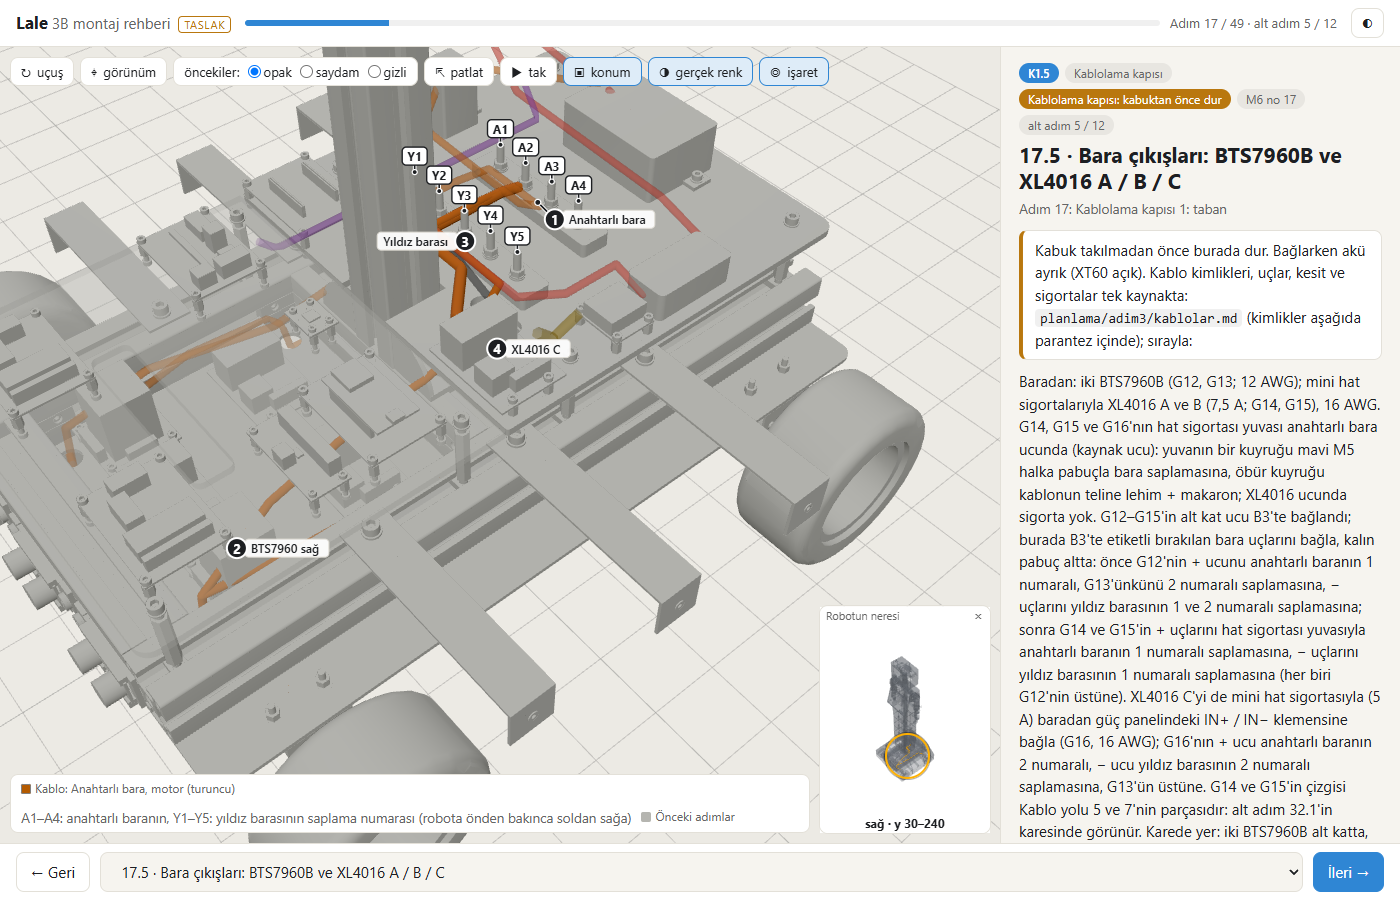 Lale 3B montaj rehberi TASLAK
Adım 17 / 49 · alt adım 5 / 12
↻ uçuş
⌖ görünüm
öncekiler: opak saydam gizli
⇱ patlat
▶ tak
▣ konum
◑ gerçek renk
◎ işaret
A1
A2
A3
A4
Y1
Y2
Y3
Y4
Y5
1 Anahtarlı bara
Yıldız barası 3
4 XL4016 C
2 BTS7960 sağ
Robotun neresi ×
sağ · y 30–240
Kablo: Anahtarlı bara, motor (turuncu)
A1–A4: anahtarlı baranın, Y1–Y5: yıldız barasının saplama numarası (robota önden bakınca soldan sağa) Önceki adımlar
K1.5 Kablolama kapısı
Kablolama kapısı: kabuktan önce dur M6 no 17
alt adım 5 / 12
17.5 · Bara çıkışları: BTS7960B ve
XL4016 A / B / C
Adım 17: Kablolama kapısı 1: taban
Kabuk takılmadan önce burada dur. Bağlarken akü
ayrık (XT60 açık). Kablo kimlikleri, uçlar, kesit ve
sigortalar tek kaynakta:
planlama/adim3/kablolar.md (kimlikler aşağıda
parantez içinde); sırayla:
Baradan: iki BTS7960B (G12, G13; 12 AWG); mini hat
sigortalarıyla XL4016 A ve B (7,5 A; G14, G15), 16 AWG.
G14, G15 ve G16'nın hat sigortası yuvası anahtarlı bara
ucunda (kaynak ucu): yuvanın bir kuyruğu mavi M5
halka pabuçla bara saplamasına, öbür kuyruğu
kablonun teline lehim + makaron; XL4016 ucunda
sigorta yok. G12–G15'in alt kat ucu B3'te bağlandı;
burada B3'te etiketli bırakılan bara uçlarını bağla, kalın
pabuç altta: önce G12'nin + ucunu anahtarlı baranın 1
numaralı, G13'ünkünü 2 numaralı saplamasına, −
uçlarını yıldız barasının 1 ve 2 numaralı saplamasına;
sonra G14 ve G15'in + uçlarını hat sigortası yuvasıyla
anahtarlı baranın 1 numaralı saplamasına, − uçlarını
yıldız barasının 1 numaralı saplamasına (her biri
G12'nin üstüne). XL4016 C'yi de mini hat sigortasıyla (5
A) baradan güç panelindeki IN+ / IN− klemensine
bağla (G16, 16 AWG); G16'nın + ucu anahtarlı baranın
2 numaralı, − ucu yıldız barasının 2 numaralı
saplamasına, G13'ün üstüne. G14 ve G15'in çizgisi
Kablo yolu 5 ve 7'nin parçasıdır: alt adım 32.1'in
karesinde görünür. Karede yer: iki BTS7960B alt katta,
← Geri
17.5 · Bara çıkışları: BTS7960B ve XL4016 A / B / C
İleri →